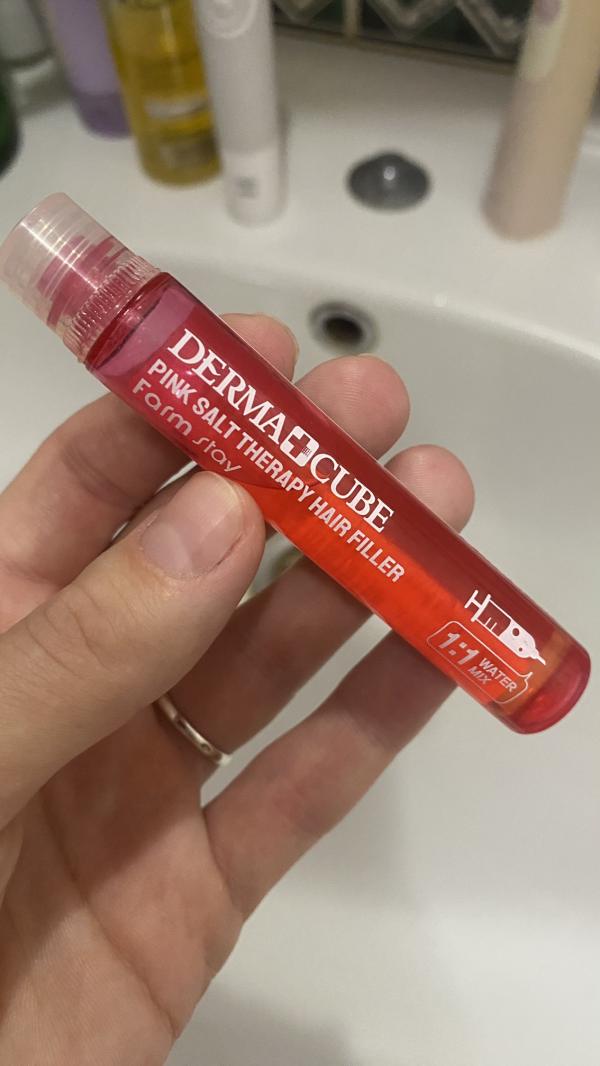 DERMA CUBE
PINK SALT THERAPY HAIR FILLER
Farm stay
1:1 WATER
MIX